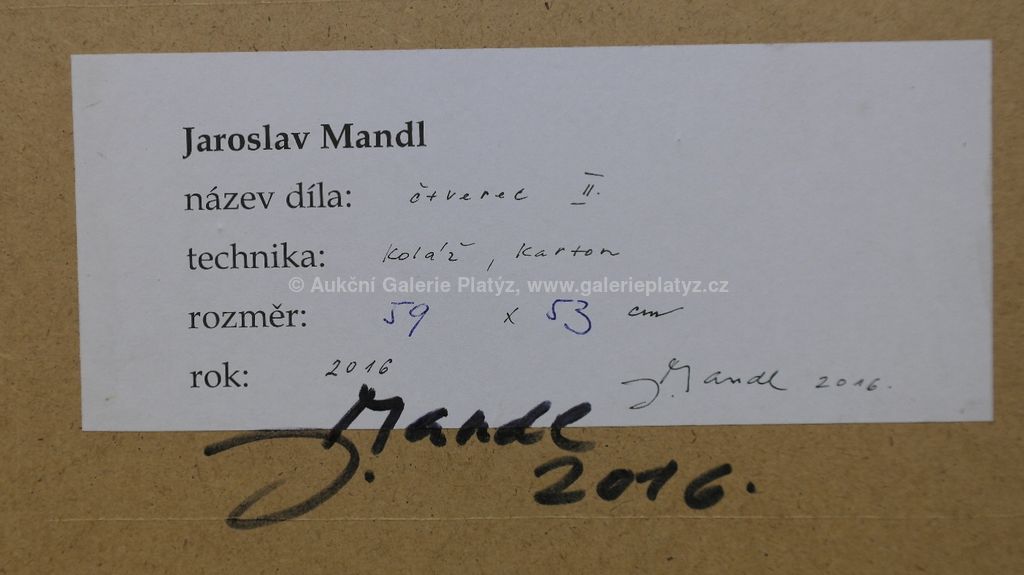 Jaroslav Mandl
název díla: čtverec II.
technika: koláž, karton
© Aukční Galerie Platýz, www.galerieplatyz.cz
rozměr: 59 x 53 cm
rok: 2016
J. Mandl 2016.
J. Mandl
2016.